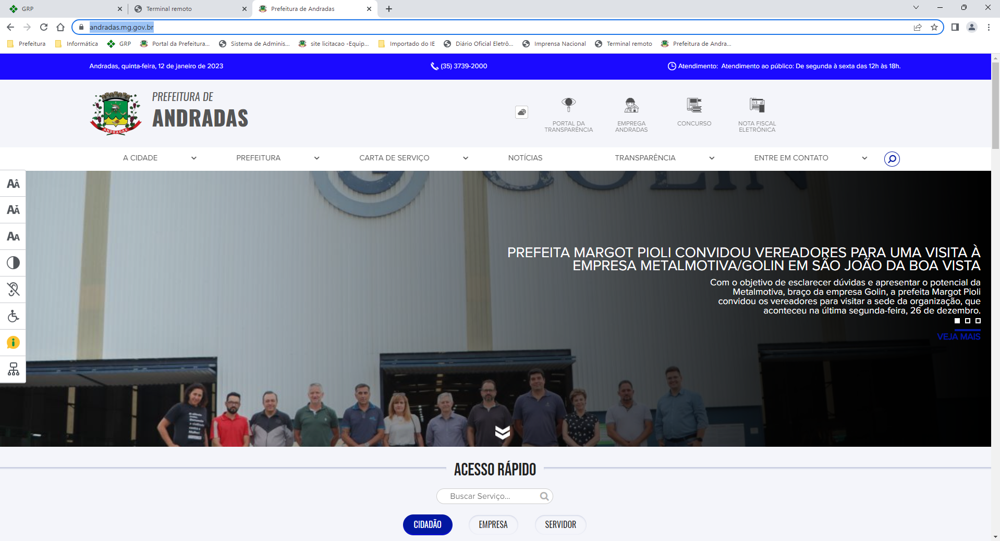 GRP
Terminal remoto
Prefeitura de Andradas
andradas.mg.gov.br
Prefeitura
Informática
GRP
Portal da Prefeitura...
Sistema de Adminis...
site licitacao -Equip...
Importado do IE
Diário Oficial Eletrô...
Imprensa Nacional
Terminal remoto
Prefeitura de Andra...
Andradas, quinta-feira, 12 de janeiro de 2023
(35) 3739-2000
Atendimento: Atendimento ao público: De segunda à sexta das 12h às 18h.
ANDRADAS
PREFEITURA DE
ANDRADAS
PORTAL DA
TRANSPARÊNCIA
EMPREGA
ANDRADAS
CONCURSO
NOTA FISCAL
ELETRÔNICA
A CIDADE
PREFEITURA
CARTA DE SERVIÇO
NOTÍCIAS
TRANSPARÊNCIA
ENTRE EM CONTATO
GOLIN
PREFEITA MARGOT PIOLI CONVIDOU VEREADORES PARA UMA VISITA À
EMPRESA METALMOTIVA/GOLIN EM SÃO JOÃO DA BOA VISTA
Com o objetivo de esclarecer dúvidas e apresentar o potencial da
Metalmotiva, braço da empresa Golin, a prefeita Margot Pioli
convidou os vereadores para visitar a sede da organização, que
aconteceu na última segunda-feira, 26 de dezembro.
VEJA MAIS
ACESSO RÁPIDO
Buscar Serviço...
CIDADÃO
EMPRESA
SERVIDOR